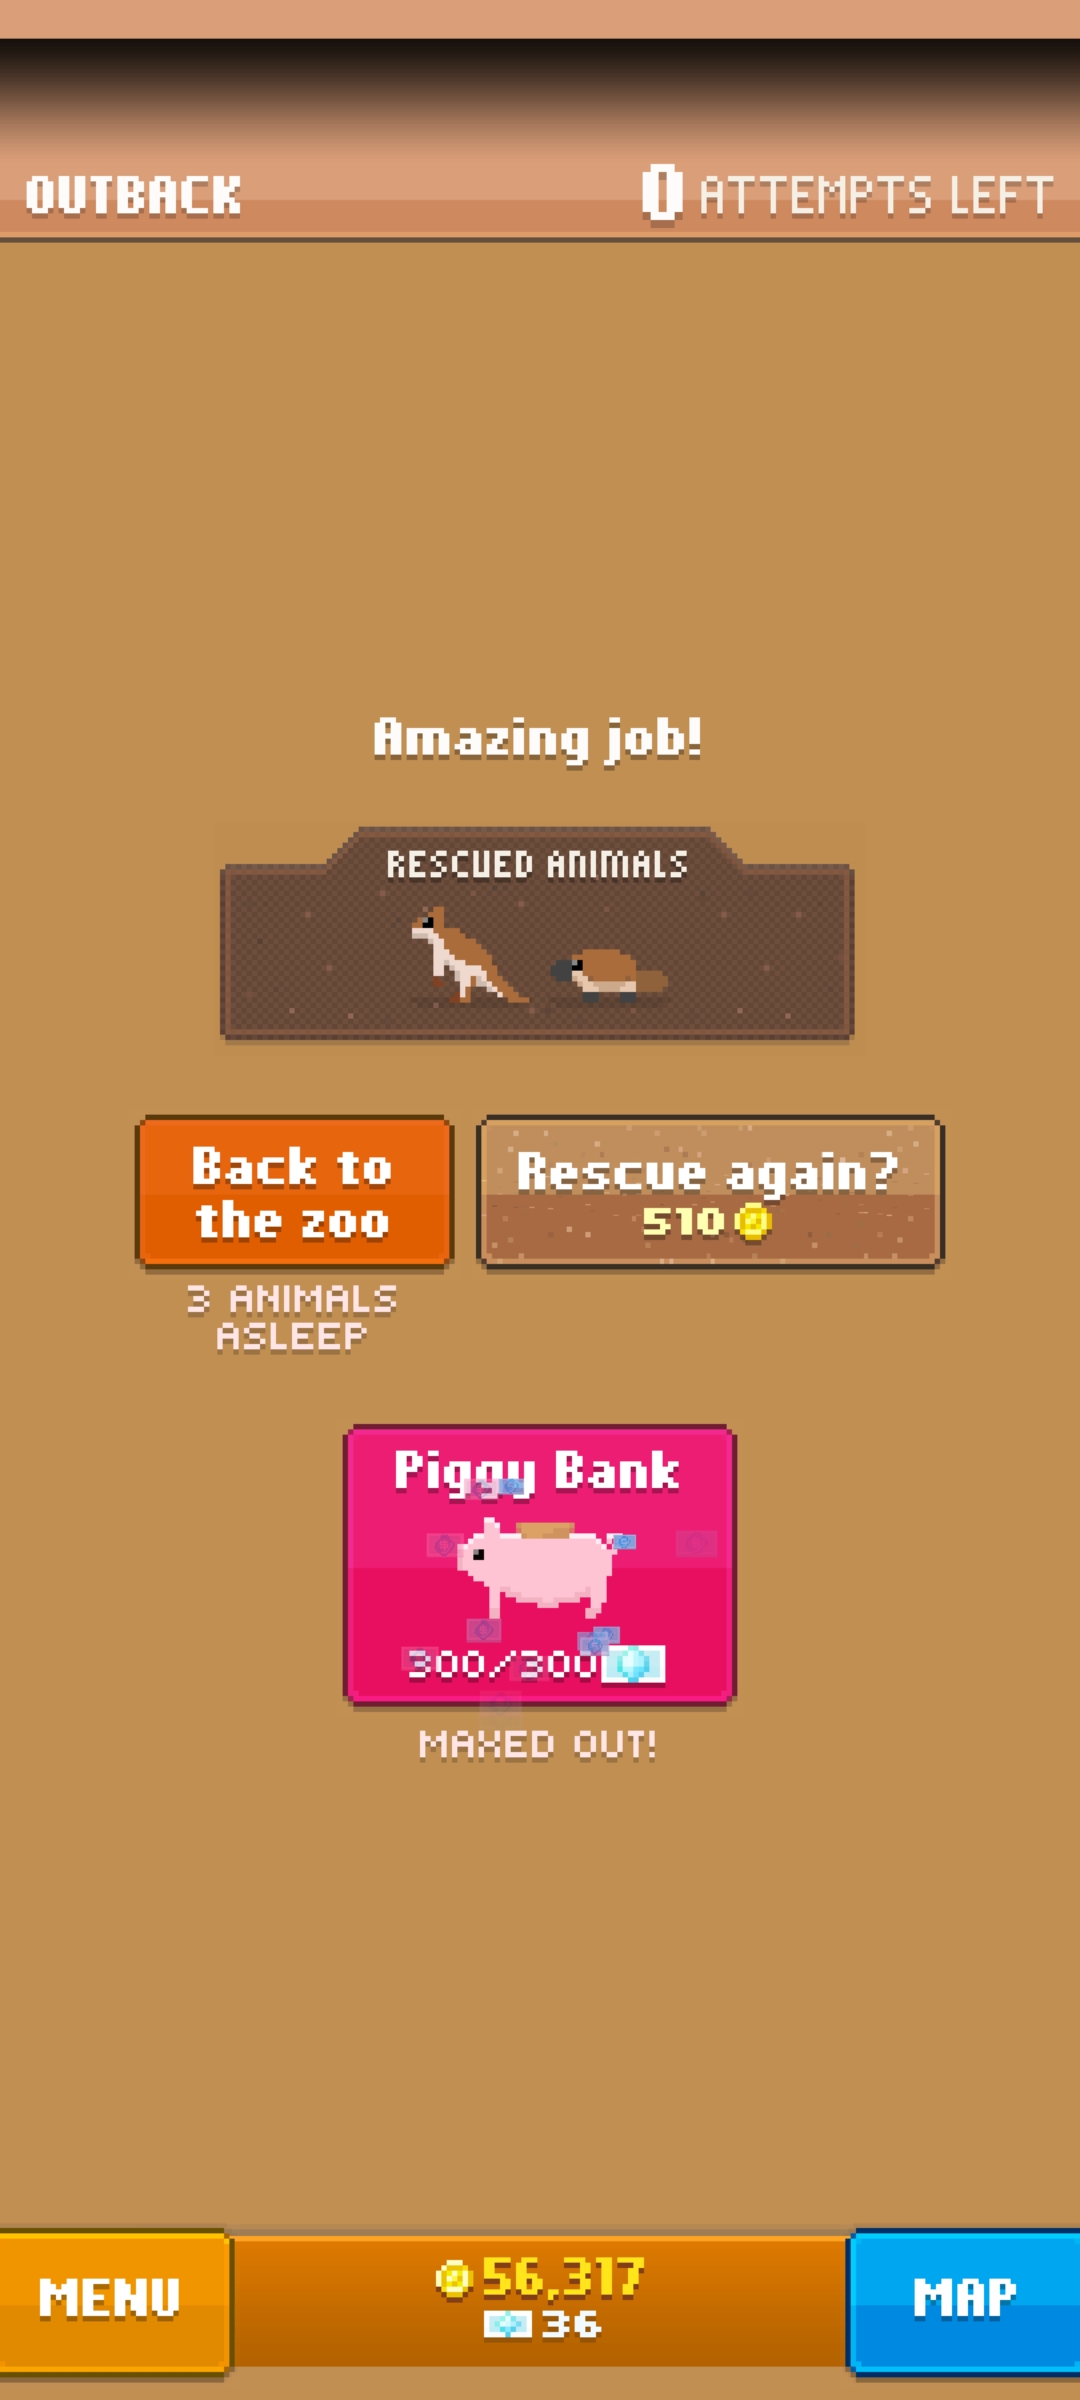 OUTBACK
0 ATTEMPTS LEFT
Amazing job!
RESCUED ANIMALS
Back to
the zoo
Rescue again?
510
3 ANIMALS
ASLEEP
Piggy Bank
300/300
MAXED OUT!
MENU
56,317
36
MAP